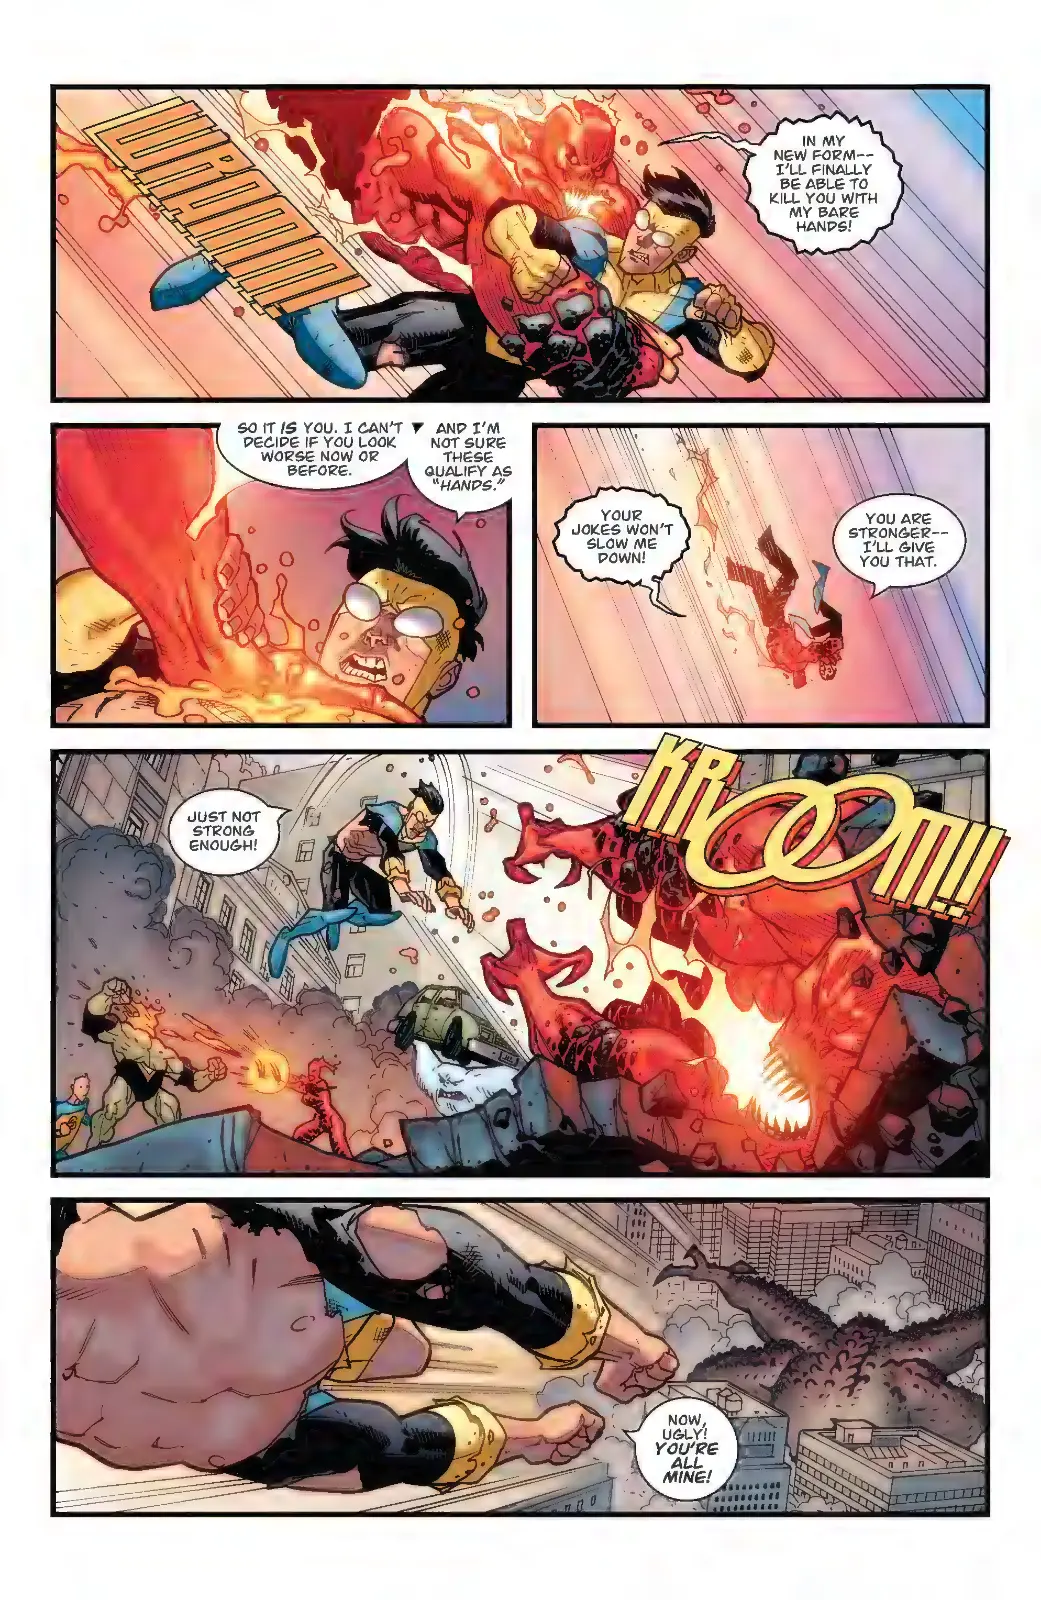 WRAMM!
IN MY
NEW FORM--
I'LL FINALLY
BE ABLE TO
KILL YOU WITH
MY BARE
HANDS!
SO IT IS YOU. I CAN'T
DECIDE IF YOU LOOK
WORSE NOW OR
BEFORE.
AND I'M
NOT SURE
THESE
QUALIFY AS
"HANDS."
YOUR
JOKES WON'T
SLOW ME
DOWN!
YOU ARE
STRONGER--
I'LL GIVE
YOU THAT.
KROOM!!
JUST NOT
STRONG
ENOUGH!
NOW,
UGLY!
YOU'RE
ALL
MINE!